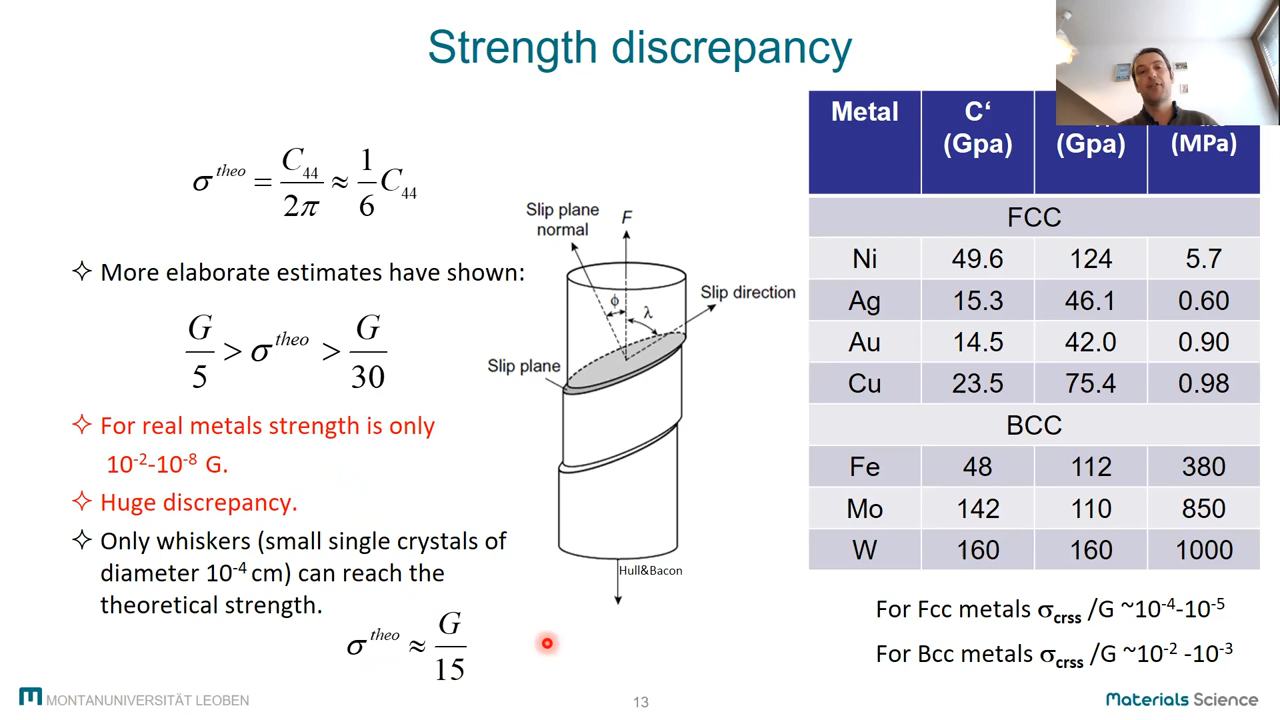 Strength discrepancy
σ^theo = C_44 / 2π ≈ 1/6 C_44
✧ More elaborate estimates have shown:
G/5 > σ^theo > G/30
✧ For real metals strength is only
10^-2-10^-8 G.
✧ Huge discrepancy.
✧ Only whiskers (small single crystals of
diameter 10^-4 cm) can reach the
theoretical strength.
σ^theo ≈ G/15
Slip plane
normal
F
ϕ
λ
Slip direction
Slip plane
Hull&Bacon
Metal C‘ (Gpa) (Gpa) (MPa)
FCC
Ni 49.6 124 5.7
Ag 15.3 46.1 0.60
Au 14.5 42.0 0.90
Cu 23.5 75.4 0.98
BCC
Fe 48 112 380
Mo 142 110 850
W 160 160 1000
For Fcc metals σ_crss /G ~10^-4-10^-5
For Bcc metals σ_crss /G ~10^-2 -10^-3
MONTANUNIVERSITÄT LEOBEN
13
Materials Science